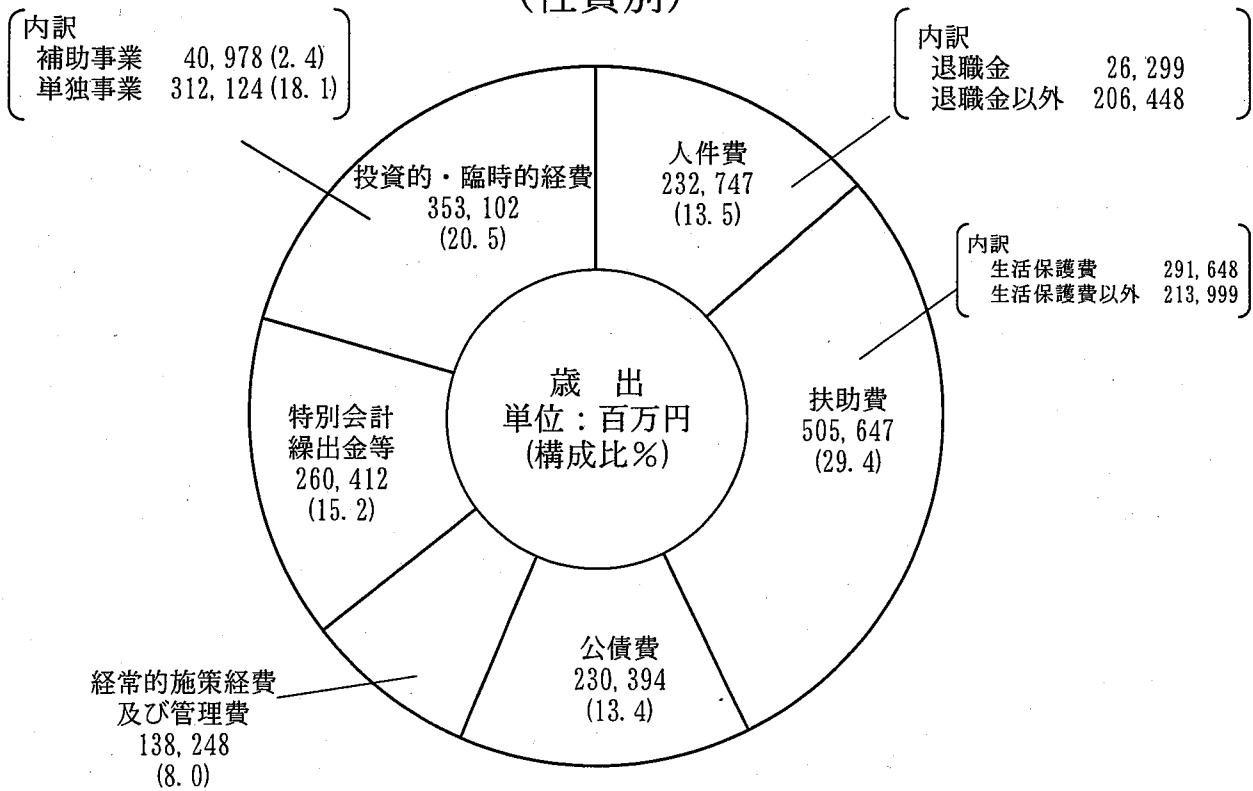 (性質別)
内訳
補助事業 40,978(2.4)
単独事業 312,124(18.1)
内訳
退職金 26,299
退職金以外 206,448
人件費
232,747
(13.5)
投資的・臨時的経費
353,102
(20.5)
内訳
生活保護費 291,648
生活保護費以外 213,999
歳 出
単位:百万円
(構成比%)
扶助費
505,647
(29.4)
特別会計
繰出金等
260,412
(15.2)
公債費
230,394
(13.4)
経常的施策経費
及び管理費
138,248
(8.0)